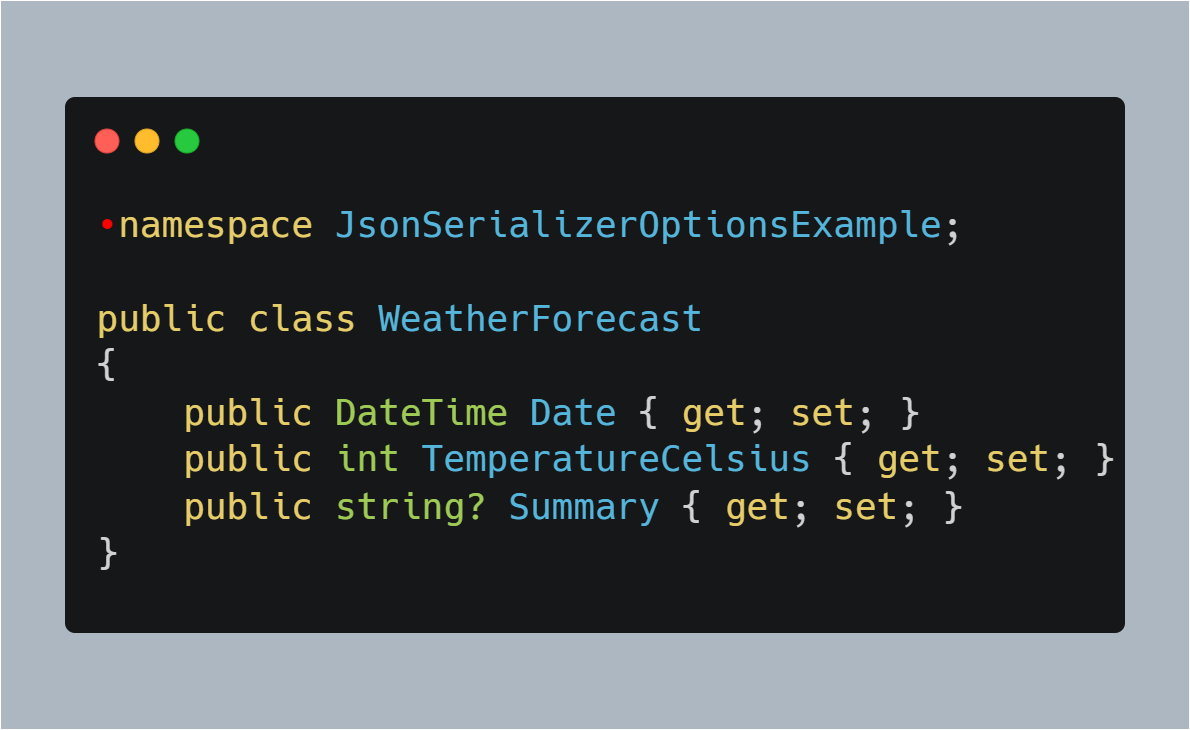 •namespace JsonSerializerOptionsExample;
public class WeatherForecast
{
    public DateTime Date { get; set; }
    public int TemperatureCelsius { get; set; }
    public string? Summary { get; set; }
}